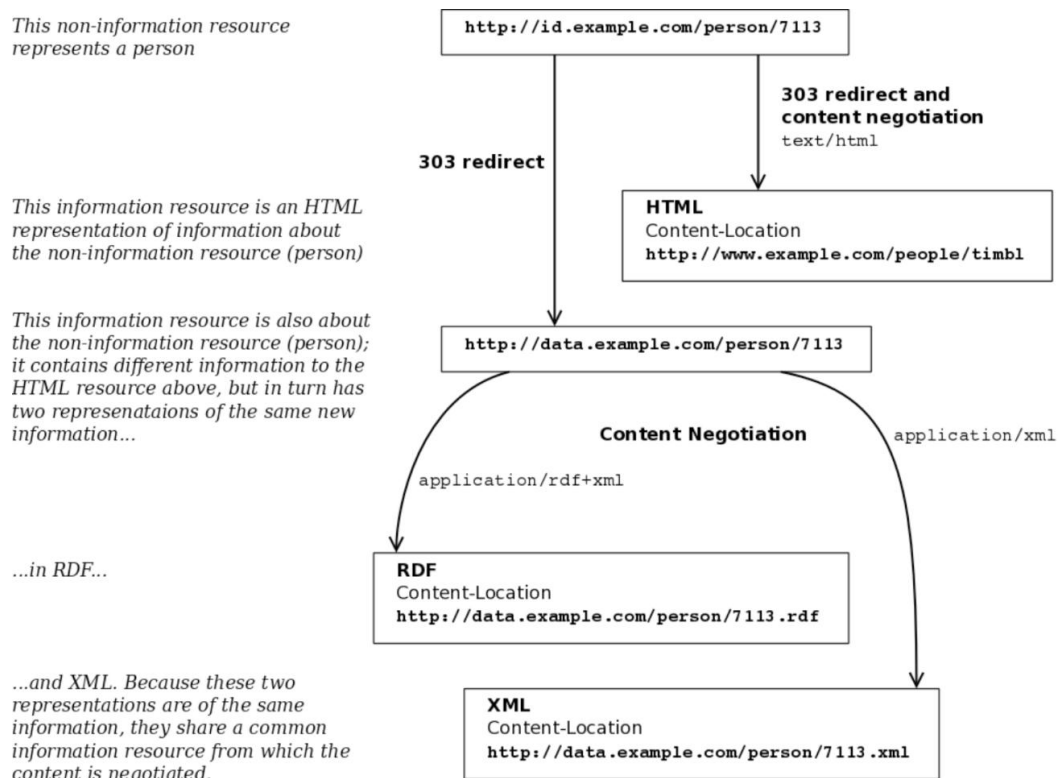 This non-information resource
represents a person
http://id.example.com/person/7113
303 redirect and
content negotiation
text/html
303 redirect
This information resource is an HTML
representation of information about
the non-information resource (person)
HTML
Content-Location
http://www.example.com/people/timbl
This information resource is also about
the non-information resource (person);
it contains different information to the
HTML resource above, but in turn has
two represenataions of the same new
information...
http://data.example.com/person/7113
Content Negotiation
application/xml
application/rdf+xml
...in RDF...
RDF
Content-Location
http://data.example.com/person/7113.rdf
...and XML. Because these two
representations are of the same
information, they share a common
information resource from which the
content is negotiated.
XML
Content-Location
http://data.example.com/person/7113.xml